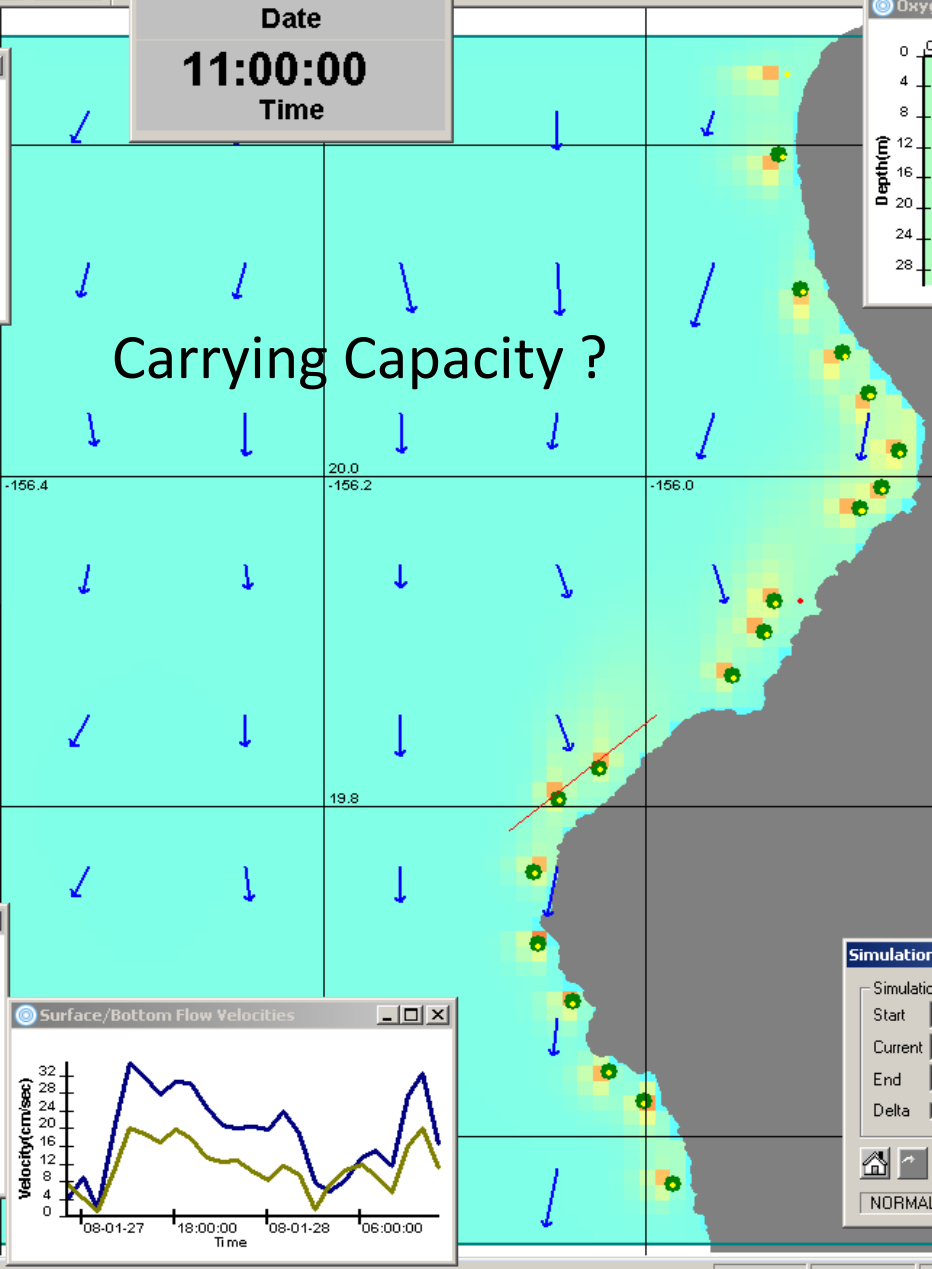 Date
11:00:00
Time
0
4
8
12
16
20
24
28
Depth(m)
Carrying Capacity ?
20.0
-156.4
-156.2
-156.0
19.8
Surface/Bottom Flow Velocities
Velocity(cm/sec)
32
28
24
20
16
12
8
4
0
08-01-27
18:00:00
08-01-28
06:00:00
Time
Simulation
Start
Current
End
Delta